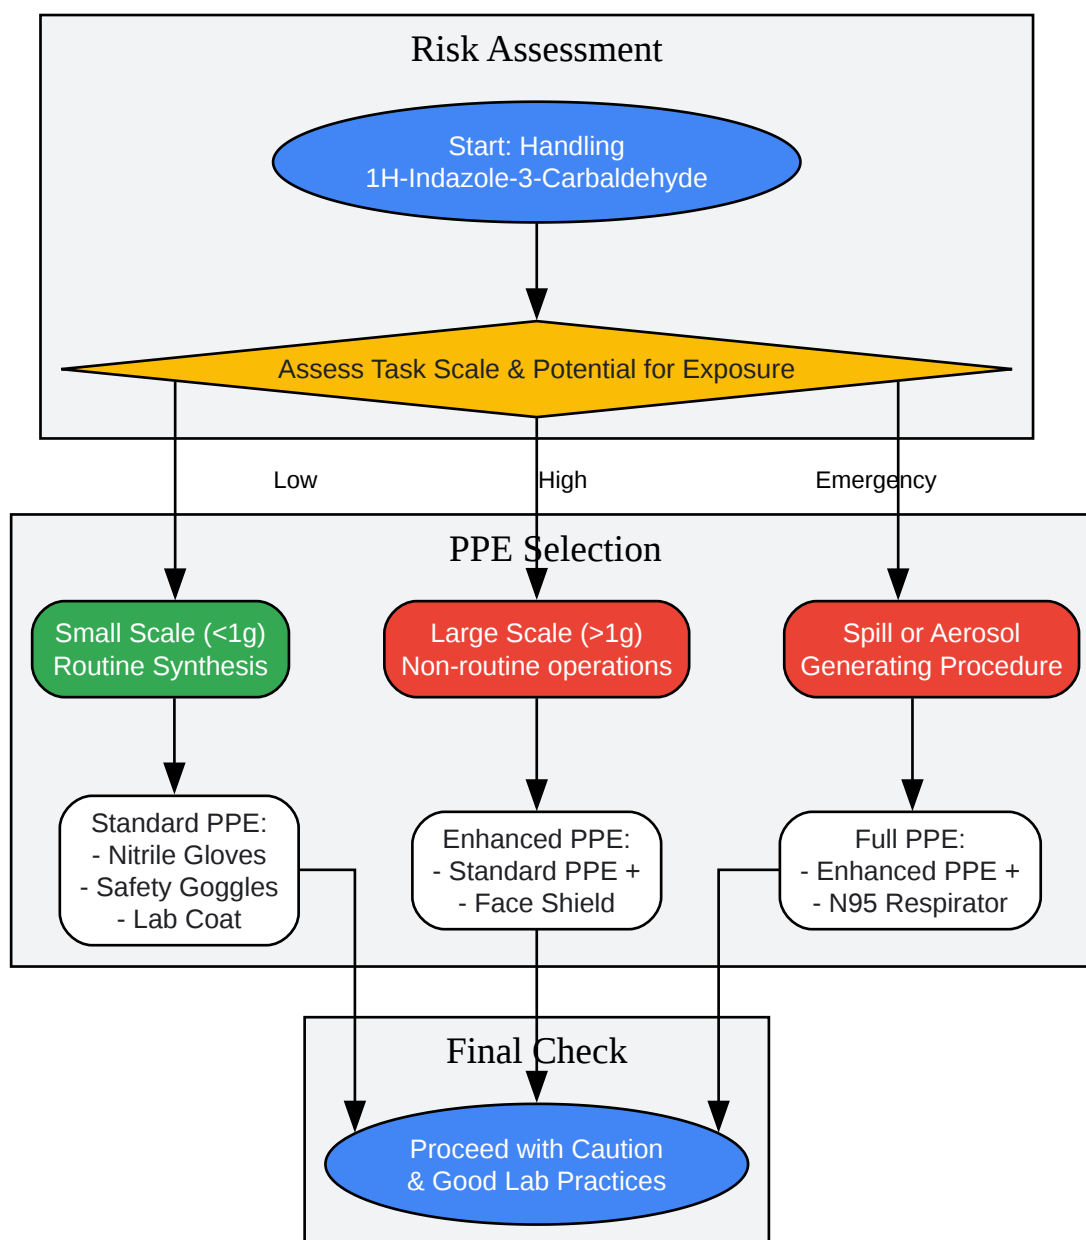 Risk Assessment
Start: Handling
1H-Indazole-3-Carbaldehyde
Assess Task Scale & Potential for Exposure
Low
High
Emergency
PPE Selection
Small Scale (<1g)
Routine Synthesis
Large Scale (>1g)
Non-routine operations
Spill or Aerosol
Generating Procedure
Standard PPE:
- Nitrile Gloves
- Safety Goggles
- Lab Coat
Enhanced PPE:
- Standard PPE +
- Face Shield
Full PPE:
- Enhanced PPE +
- N95 Respirator
Final Check
Proceed with Caution
& Good Lab Practices